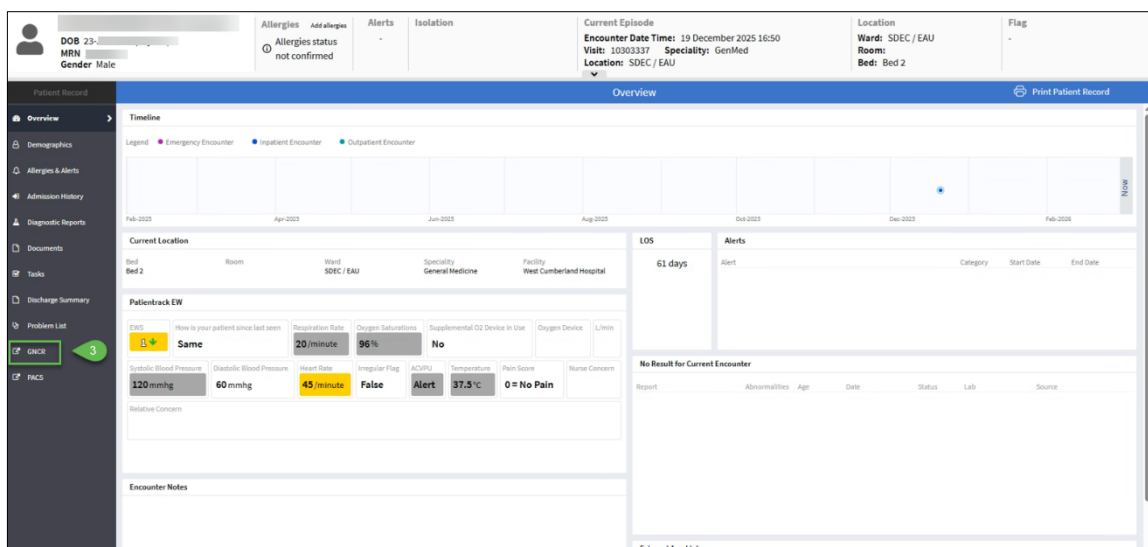 Allergies Add allergies
Alerts
Isolation
Current Episode
Location
Flag
DOB 23-
MRN
Gender Male
Allergies status
not confirmed
-
Encounter Date Time: 19 December 2025 16:50
Visit: 10303337 Speciality: GenMed
Location: SDEC / EAU
Ward: SDEC / EAU
Room:
Bed: Bed 2
-
Patient Record
Overview
Print Patient Record
Overview
Demographics
Allergies & Alerts
Admission History
Diagnostic Reports
Documents
Tasks
Discharge Summary
Problem List
GNCR
3
PACS
Timeline
Legend Emergency Encounter Inpatient Encounter Outpatient Encounter
Now
Feb-2025 Apr-2025 Jun-2025 Aug-2025 Oct-2025 Dec-2025 Feb-2026
Current Location
Bed Room Ward Speciality Facility
Bed 2 SDEC / EAU General Medicine West Cumberland Hospital
LOS
61 days
Alerts
Alert Category Start Date End Date
Patientrack EW
EWS How is your patient since last seen Respiration Rate Oxygen Saturations Supplemental O2 Device in Use Oxygen Device L/min
1 Same 20/minute 96% No
Systolic Blood Pressure Diastolic Blood Pressure Heart Rate Irregular Flag ACVPU Temperature Pain Score Nurse Concern
120mmhg 60mmhg 45/minute False Alert 37.5°C 0 = No Pain
Relative Concern
No Result for Current Encounter
Report Abnormalities Age Date Status Lab Source
Encounter Notes